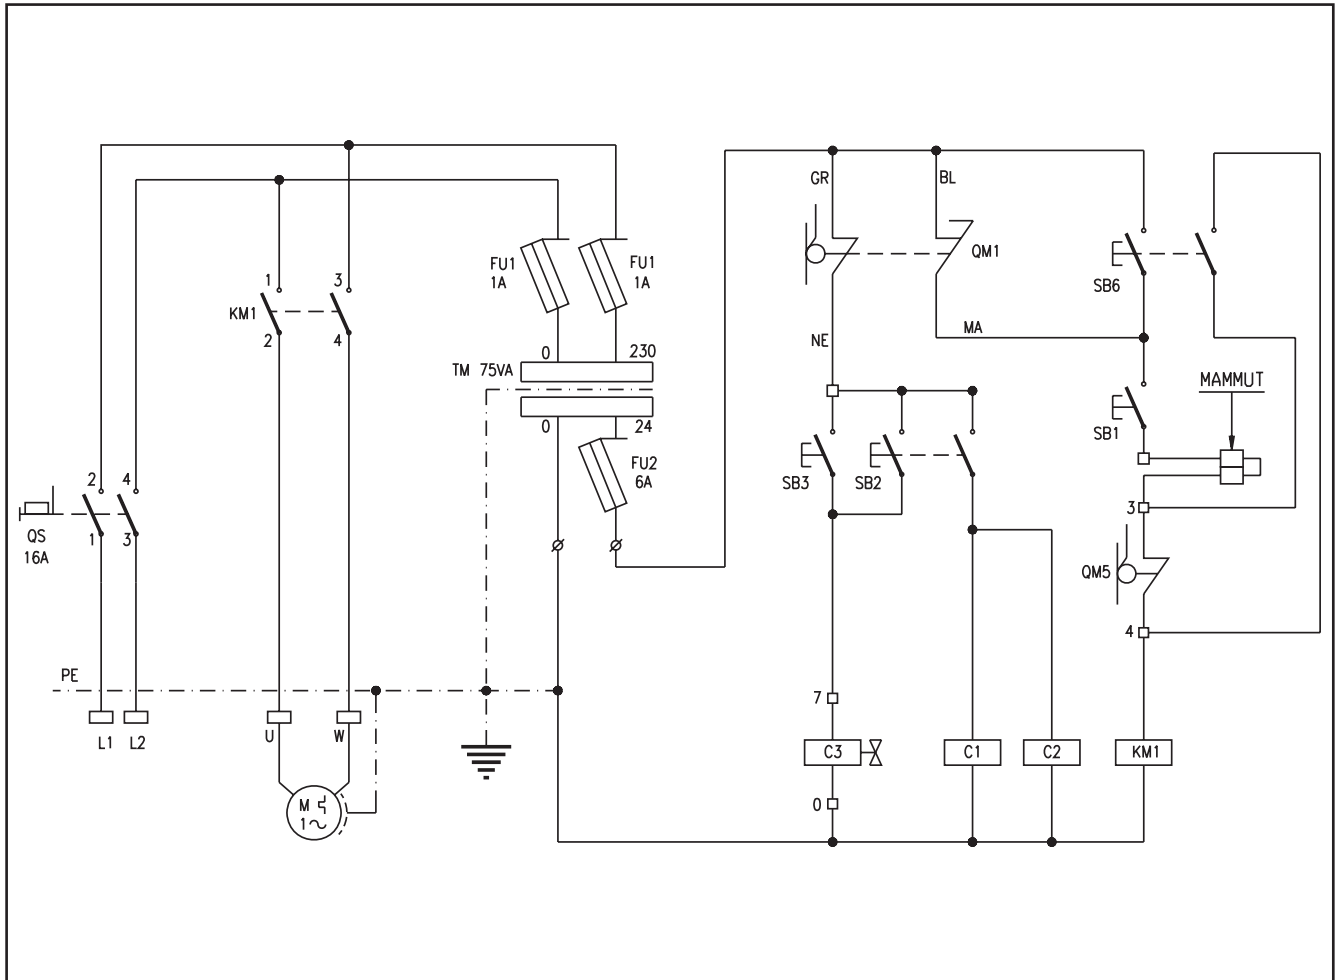 GR
BL
QM1
FU1
1A
FU1
1A
SB6
1
3
KM1
2
4
MA
NE
0
230
TM 75VA
MAMMUT
0
24
SB1
FU2
6A
2
4
SB3
SB2
3
QS
16A
1
3
QM5
4
PE
7
L1
L2
U
W
C3
C1
C2
KM1
M
1~
0